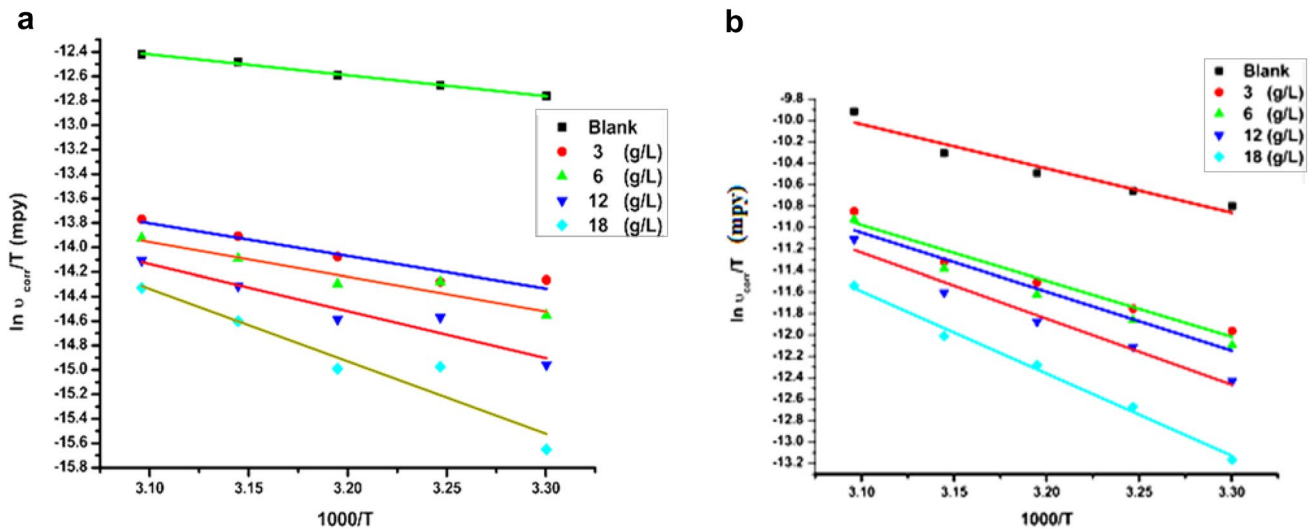 a
-12.4
-12.6
-12.8
-13.0
-13.2
-13.4
-13.6
-13.8
-14.0
-14.2
-14.4
-14.6
-14.8
-15.0
-15.2
-15.4
-15.6
-15.8
ln υcorr/T (mpy)
3.10 3.15 3.20 3.25 3.30
1000/T
Blank
3 (g/L)
6 (g/L)
12 (g/L)
18 (g/L)
b
-9.8
-10.0
-10.2
-10.4
-10.6
-10.8
-11.0
-11.2
-11.4
-11.6
-11.8
-12.0
-12.2
-12.4
-12.6
-12.8
-13.0
-13.2
ln υcorr/T (mpy)
3.10 3.15 3.20 3.25 3.30
1000/T
Blank
3 (g/L)
6 (g/L)
12 (g/L)
18 (g/L)